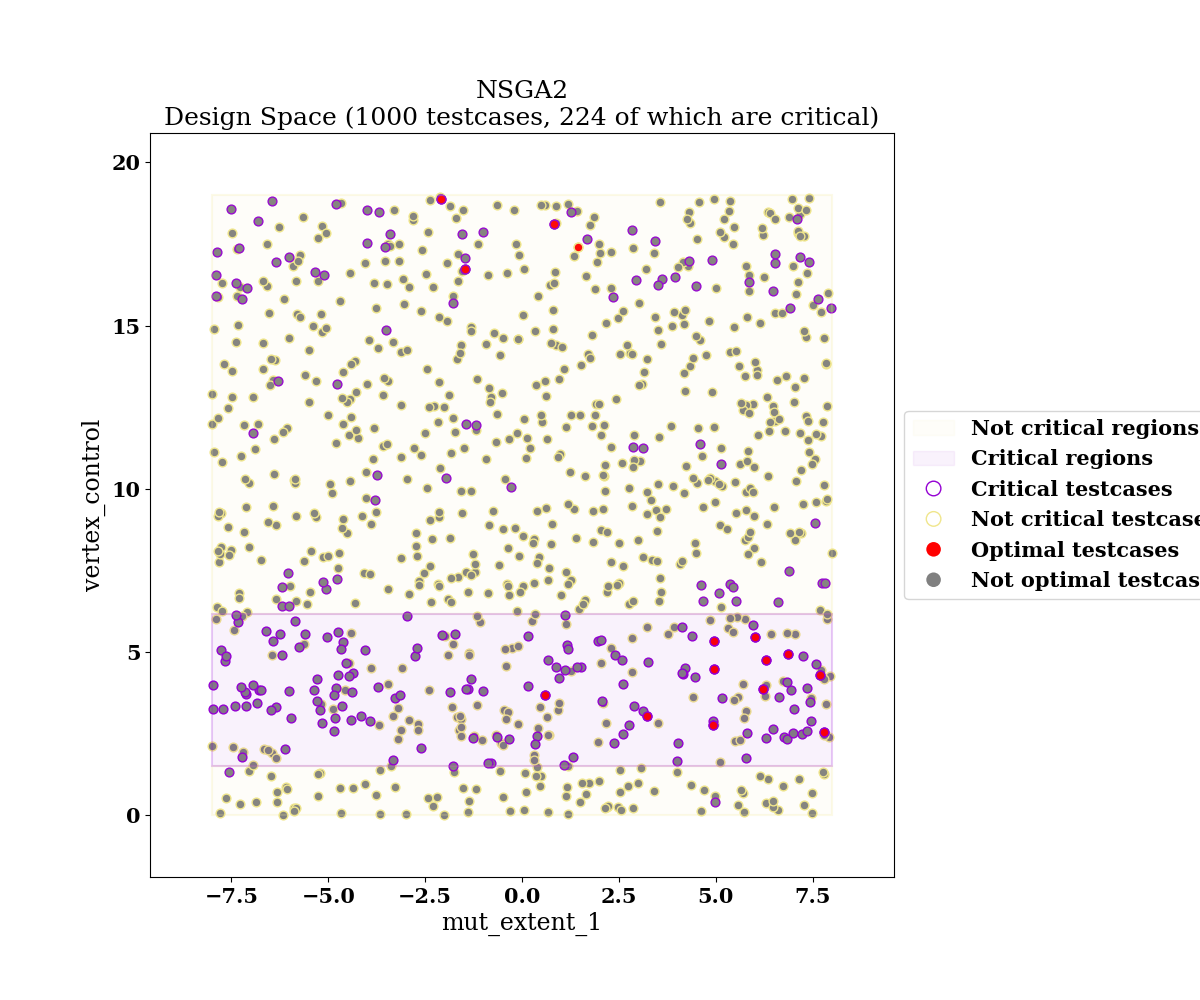 NSGA2
Design Space (1000 testcases, 224 of which are critical)
20
15
10
5
0
vertex_control
−7.5 −5.0 −2.5 0.0 2.5 5.0 7.5
mut_extent_1
Not critical regions
Critical regions
Critical testcases
Not critical testcase
Optimal testcases
Not optimal testcas